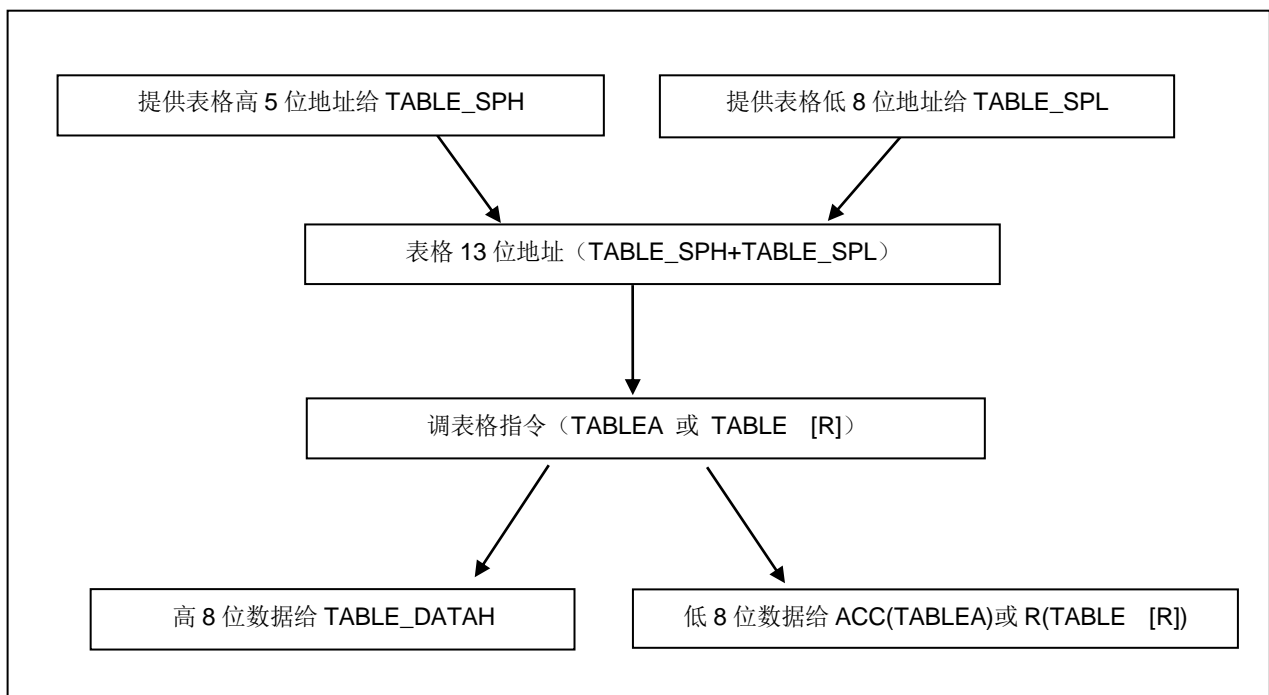 提供表格高 5 位地址给 TABLE_SPH
提供表格低 8 位地址给 TABLE_SPL
表格 13 位地址（TABLE_SPH+TABLE_SPL）
调表格指令（TABLEA 或 TABLE [R]）
高 8 位数据给 TABLE_DATAH
低 8 位数据给 ACC(TABLEA)或 R(TABLE [R])